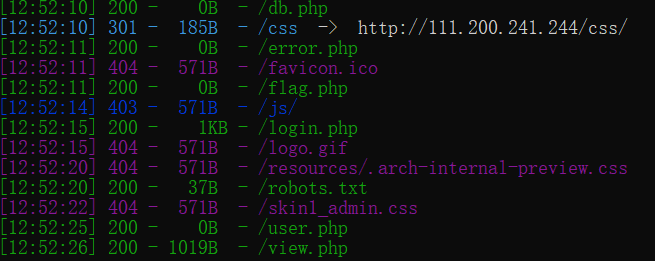 [12:52:10] 200 -    0B  - /db.php
[12:52:10] 301 -  185B  - /css  ->  http://111.200.241.244/css/
[12:52:11] 200 -    0B  - /error.php
[12:52:11] 404 -  571B  - /favicon.ico
[12:52:11] 200 -    0B  - /flag.php
[12:52:14] 403 -  571B  - /js/
[12:52:15] 200 -    1KB - /login.php
[12:52:15] 404 -  571B  - /logo.gif
[12:52:20] 404 -  571B  - /resources/.arch-internal-preview.css
[12:52:20] 200 -   37B  - /robots.txt
[12:52:22] 404 -  571B  - /skin1_admin.css
[12:52:25] 200 -    0B  - /user.php
[12:52:26] 200 - 1019B  - /view.php